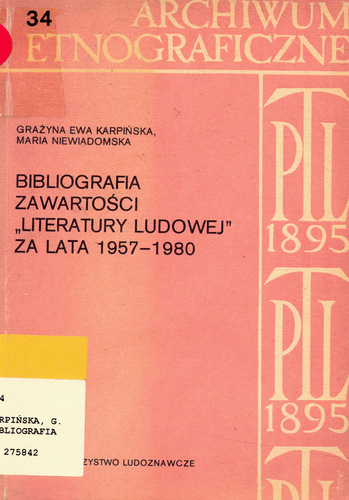 34
ARCHIWUM
ETNOGRAFICZNE
GRAŻYNA EWA KARPIŃSKA,
MARIA NIEWIADOMSKA
BIBLIOGRAFIA
ZAWARTOŚCI
„LITERATURY LUDOWEJ”
ZA LATA 1957–1980
PTL
1895
PTL
1895
PTL
4
RPIŃSKA, G.
BLIOGRAFIA
275842
ZYSTWO LUDOZNAWCZE